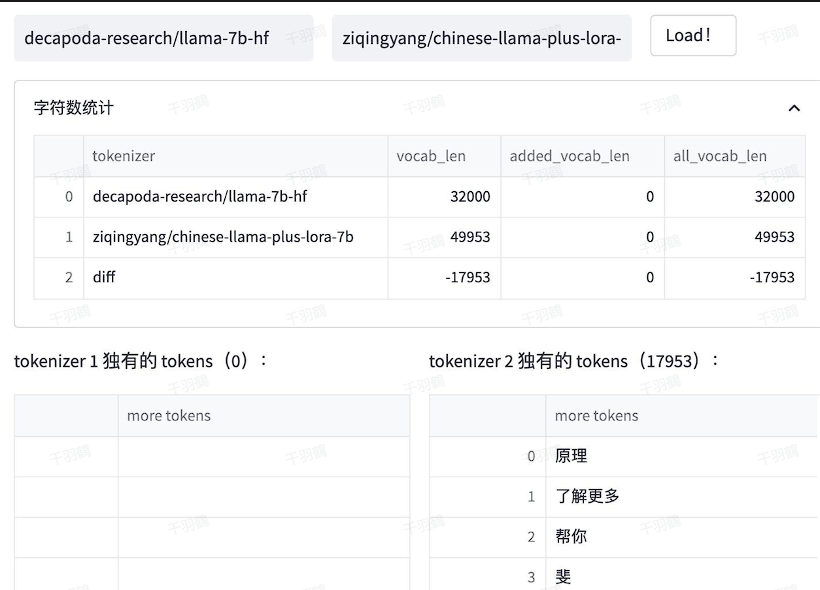 decapoda-research/llama-7b-hf ziqingyang/chinese-llama-plus-lora- Load!
字符数统计
tokenizer vocab_len added_vocab_len all_vocab_len
0 decapoda-research/llama-7b-hf 32000 0 32000
1 ziqingyang/chinese-llama-plus-lora-7b 49953 0 49953
2 diff -17953 0 -17953
tokenizer 1 独有的 tokens（0）： tokenizer 2 独有的 tokens（17953）：
more tokens more tokens
0 原理
1 了解更多
2 帮你
3 斐